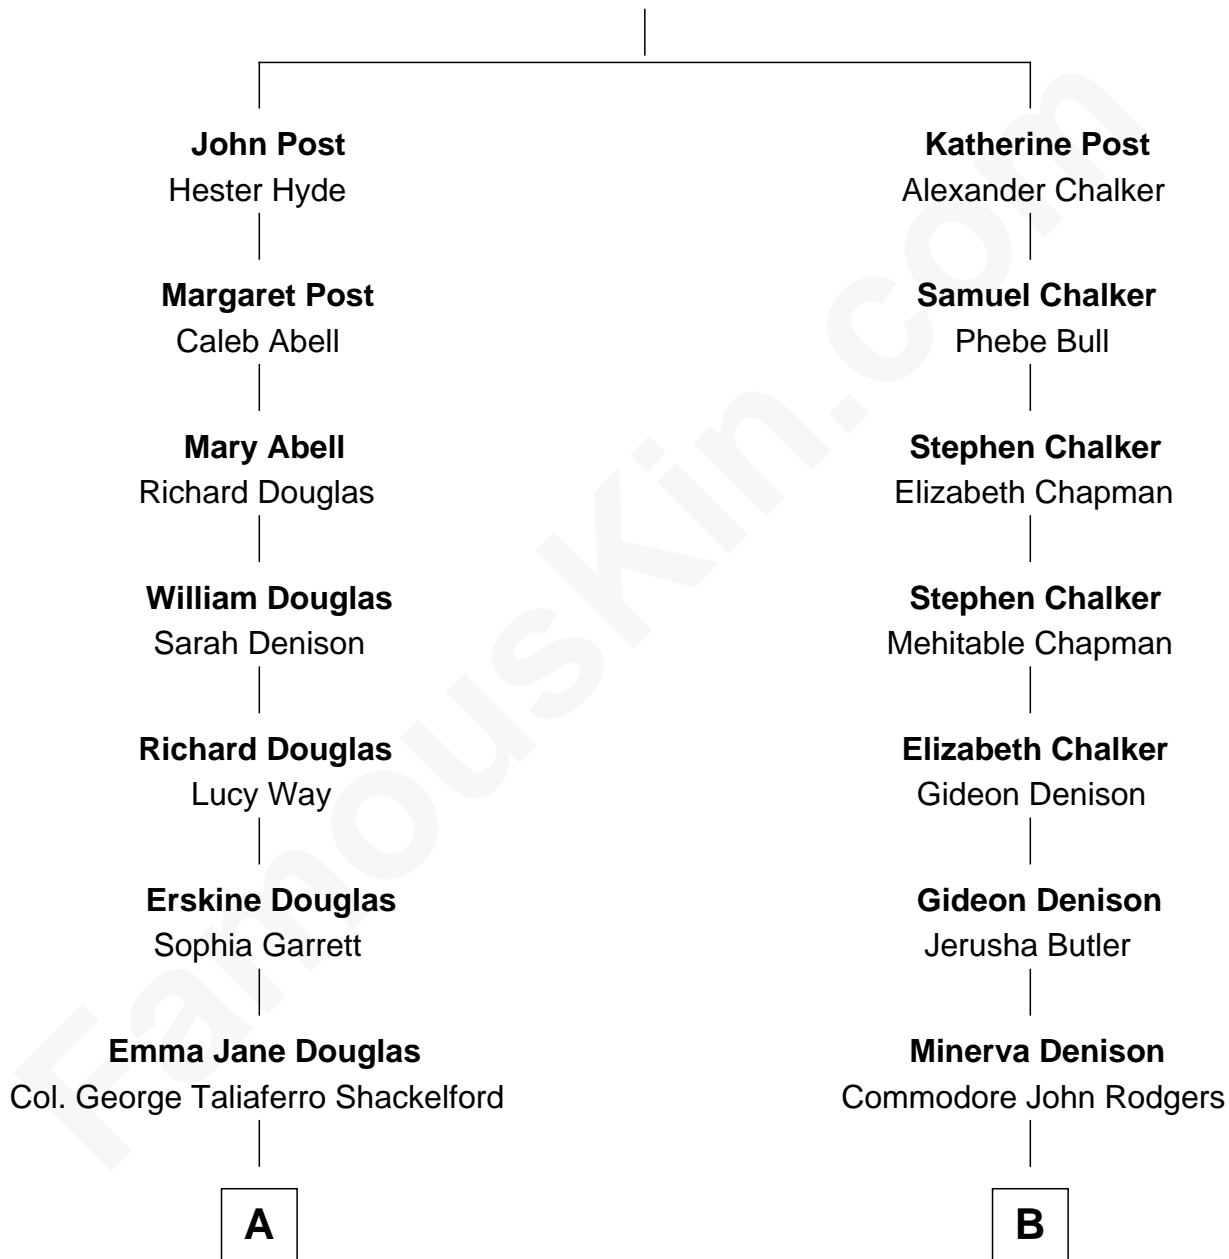 John Post
Hester Hyde
Margaret Post
Caleb Abell
Mary Abell
Richard Douglas
William Douglas
Sarah Denison
Richard Douglas
Lucy Way
Erskine Douglas
Sophia Garrett
Emma Jane Douglas
Col. George Taliaferro Shackelford
A
Katherine Post
Alexander Chalker
Samuel Chalker
Phebe Bull
Stephen Chalker
Elizabeth Chapman
Stephen Chalker
Mehitable Chapman
Elizabeth Chalker
Gideon Denison
Gideon Denison
Jerusha Butler
Minerva Denison
Commodore John Rodgers
B
FamousKin.com